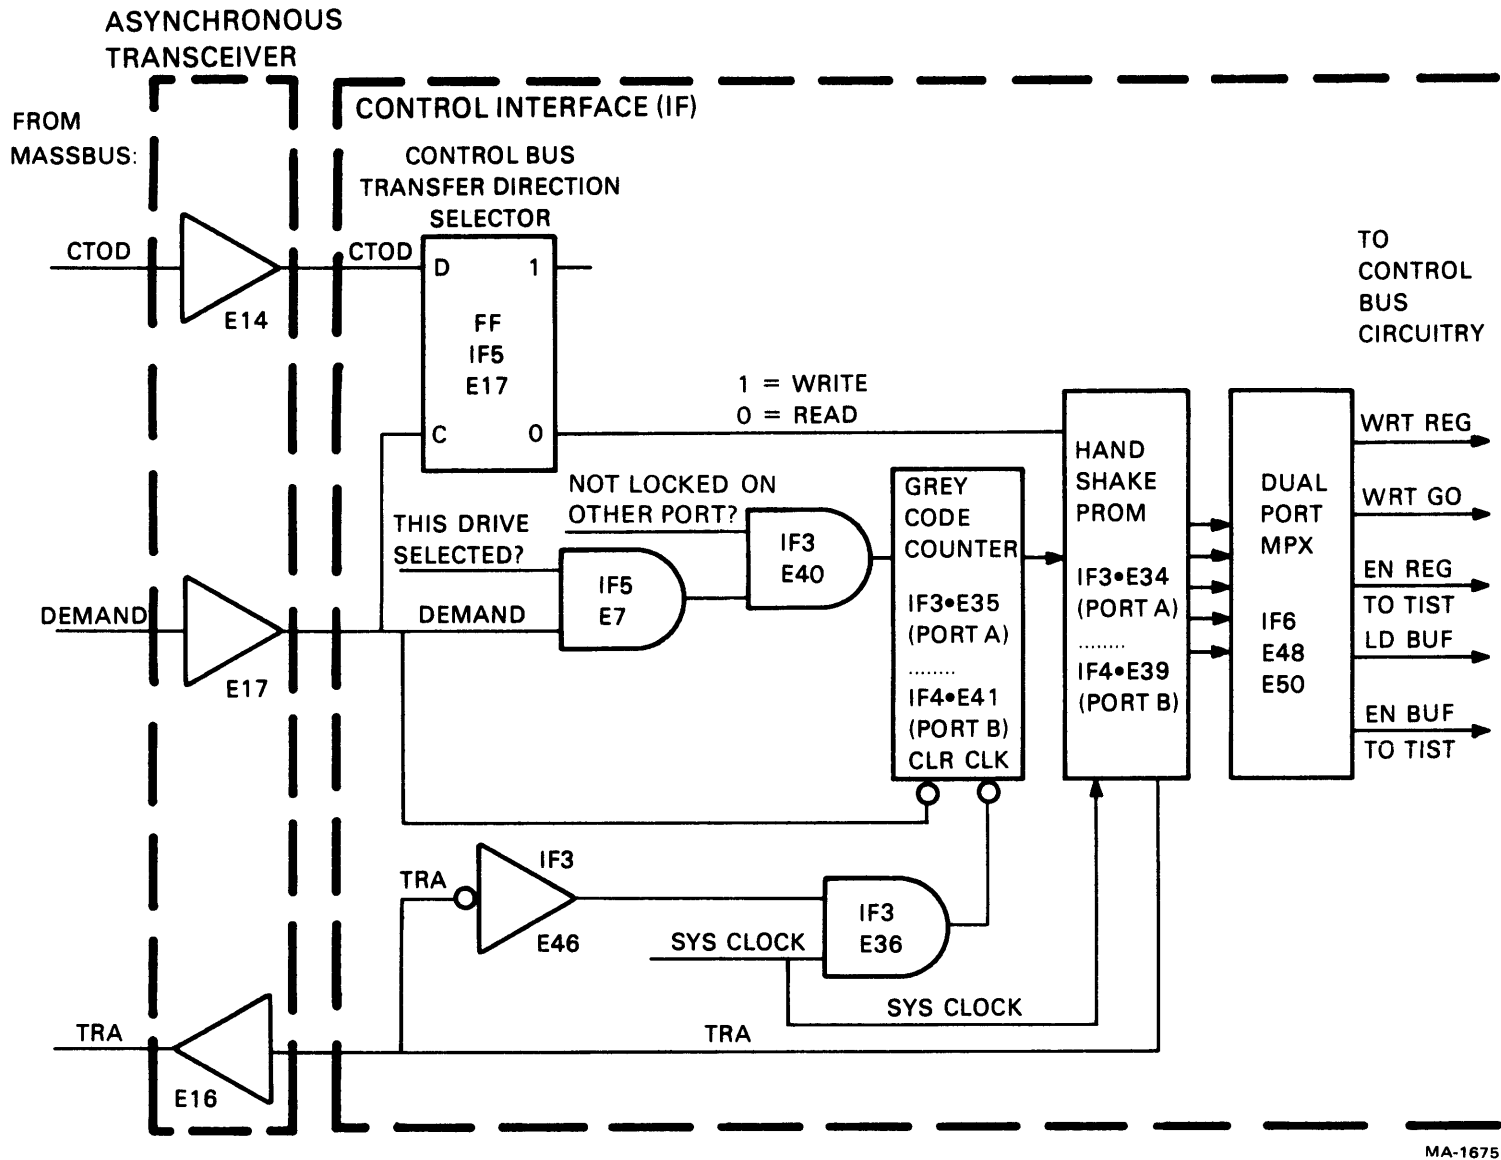 ASYNCHRONOUS
TRANSCEIVER
FROM
MASSBUS:
CONTROL INTERFACE (IF)
CONTROL BUS
TRANSFER DIRECTION
SELECTOR
CTOD
E14
CTOD
D 1
FF
IF5
E17
C 0
TO
CONTROL
BUS
CIRCUITRY
1 = WRITE
0 = READ
NOT LOCKED ON
OTHER PORT?
THIS DRIVE
SELECTED?
IF3
E40
IF5
E7
DEMAND
E17
DEMAND
GREY
CODE
COUNTER
IF3•E35
(PORT A)
........
IF4•E41
(PORT B)
CLR CLK
HAND
SHAKE
PROM
IF3•E34
(PORT A)
........
IF4•E39
(PORT B)
DUAL
PORT
MPX
IF6
E48
E50
WRT REG
WRT GO
EN REG
TO TIST
LD BUF
EN BUF
TO TIST
TRA
IF3
E46
IF3
E36
SYS CLOCK
SYS CLOCK
TRA
TRA
E16
MA-1675